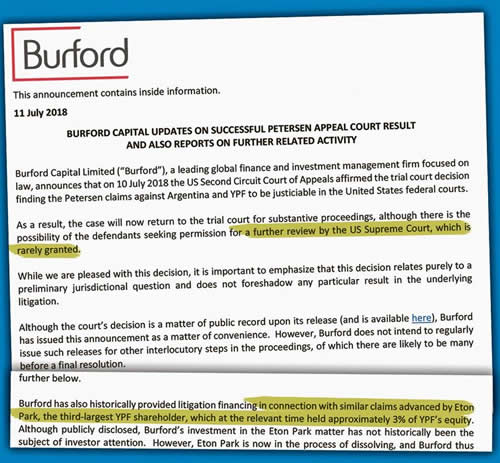 Burford
This announcement contains inside information.
11 July 2018
BURFORD CAPITAL UPDATES ON SUCCESSFUL PETERSEN APPEAL COURT RESULT
AND ALSO REPORTS ON FURTHER RELATED ACTIVITY
Burford Capital Limited (“Burford”), a leading global finance and investment management firm focused on
law, announces that on 10 July 2018 the US Second Circuit Court of Appeals affirmed the trial court decision
finding the Petersen claims against Argentina and YPF to be justiciable in the United States federal courts.
As a result, the case will now return to the trial court for substantive proceedings, although there is the
possibility of the defendants seeking permission for a further review by the US Supreme Court, which is
rarely granted.
While we are pleased with this decision, it is important to emphasize that this decision relates purely to a
preliminary jurisdictional question and does not foreshadow any particular result in the underlying
litigation.
Although the court’s decision is a matter of public record upon its release (and is available here), Burford
has issued this announcement as a matter of convenience. However, Burford does not intend to regularly
issue such releases for other interlocutory steps in the proceedings, of which there are likely to be many
before a final resolution.
further below.
Burford has also historically provided litigation financing in connection with similar claims advanced by Eton
Park, the third-largest YPF shareholder, which at the relevant time held approximately 3% of YPF’s equity.
Although publicly disclosed, Burford’s investment in the Eton Park matter has not historically been the
subject of investor attention. However, Eton Park is now in the process of dissolving, and Burford thus